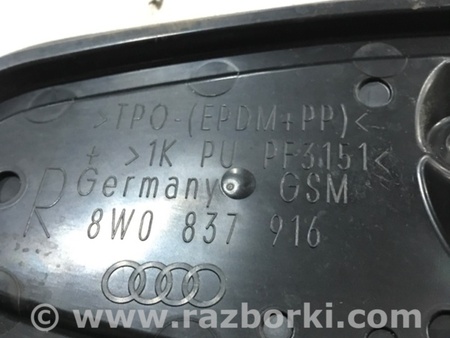 >TPO-(EPDM+PP)<
+ >1K PU PF3151<
Germany GSM
R
8W0 837 916
© www.razborki.com